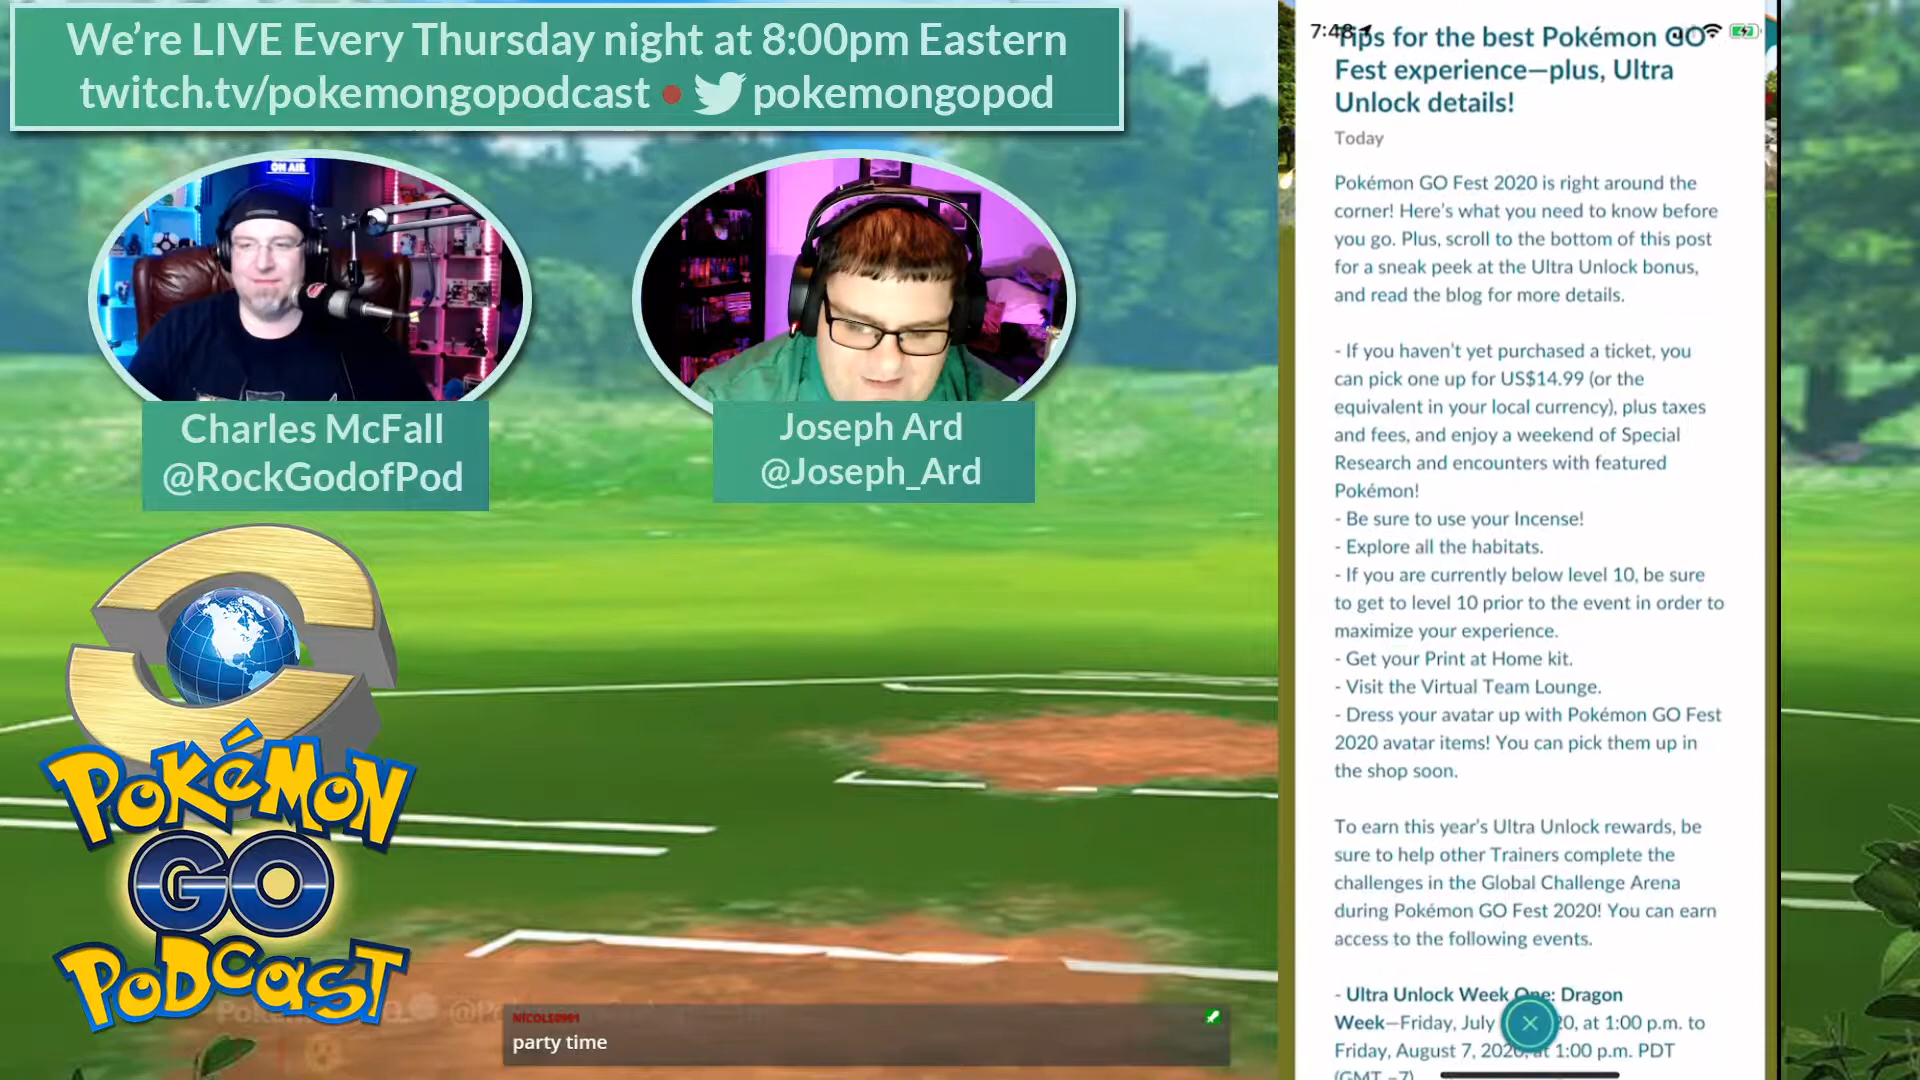 We're LIVE Every Thursday night at 8:00pm Eastern
twitch.tv/pokemongopodcast • pokemongopod
ON AIR
Charles McFall
@RockGodofPod
Joseph Ard
@Joseph_Ard
POKÉMON
GO
PODCAST
NICOLE0901
party time
7:48
Tips for the best Pokémon GO
Fest experience—plus, Ultra
Unlock details!
Today
Pokémon GO Fest 2020 is right around the
corner! Here's what you need to know before
you go. Plus, scroll to the bottom of this post
for a sneak peek at the Ultra Unlock bonus,
and read the blog for more details.
- If you haven't yet purchased a ticket, you
can pick one up for US$14.99 (or the
equivalent in your local currency), plus taxes
and fees, and enjoy a weekend of Special
Research and encounters with featured
Pokémon!
- Be sure to use your Incense!
- Explore all the habitats.
- If you are currently below level 10, be sure
to get to level 10 prior to the event in order to
maximize your experience.
- Get your Print at Home kit.
- Visit the Virtual Team Lounge.
- Dress your avatar up with Pokémon GO Fest
2020 avatar items! You can pick them up in
the shop soon.
To earn this year's Ultra Unlock rewards, be
sure to help other Trainers complete the
challenges in the Global Challenge Arena
during Pokémon GO Fest 2020! You can earn
access to the following events.
- Ultra Unlock Week One: Dragon
Week—Friday, July 20, at 1:00 p.m. to
Friday, August 7, 2020, at 1:00 p.m. PDT
(GMT −7)